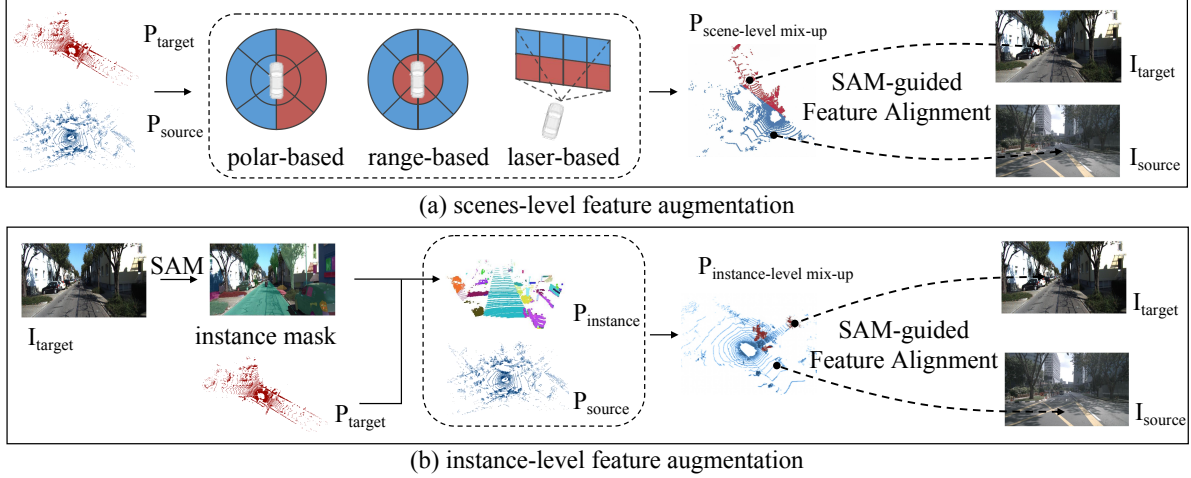 P_target
P_source
polar-based
range-based
laser-based
P_scene-level mix-up
SAM-guided
Feature Alignment
I_target
I_source
(a) scenes-level feature augmentation
I_target
SAM
instance mask
P_target
P_instance
P_source
P_instance-level mix-up
SAM-guided
Feature Alignment
I_target
I_source
(b) instance-level feature augmentation